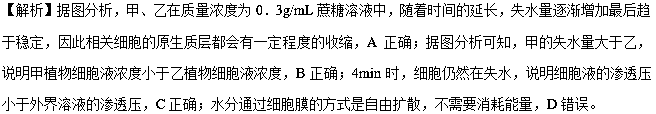 【解析】据图分析，甲、乙在质量浓度为0．3g/mL蔗糖溶液中，随着时间的延长，失水量逐渐增加最后趋
于稳定，因此相关细胞的原生质层都会有一定程度的收缩，A 正确；据图分析可知，甲的失水量大于乙，
说明甲植物细胞液浓度小于乙植物细胞液浓度，B正确；4min 时，细胞仍然在失水，说明细胞液的渗透压
小于外界溶液的渗透压，C正确；水分通过细胞膜的方式是自由扩散，不需要消耗能量，D错误。